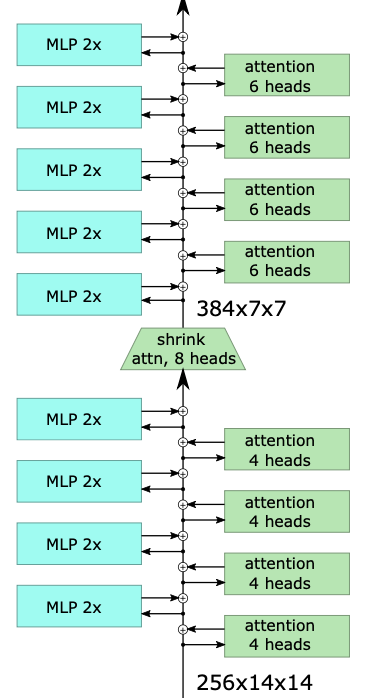 MLP 2x
attention
6 heads
MLP 2x
attention
6 heads
MLP 2x
attention
6 heads
MLP 2x
attention
6 heads
MLP 2x
384x7x7
shrink
attn, 8 heads
MLP 2x
attention
4 heads
MLP 2x
attention
4 heads
MLP 2x
attention
4 heads
MLP 2x
attention
4 heads
256x14x14